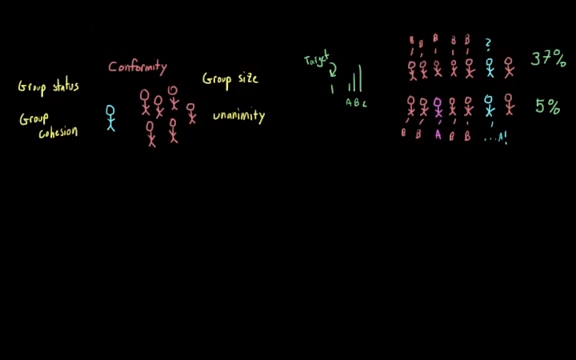 Conformity
Group status
Group size
Group
cohesion
unanimity
Target
A B C
B B B B B ?
37%
5%
B B A B B ...A!